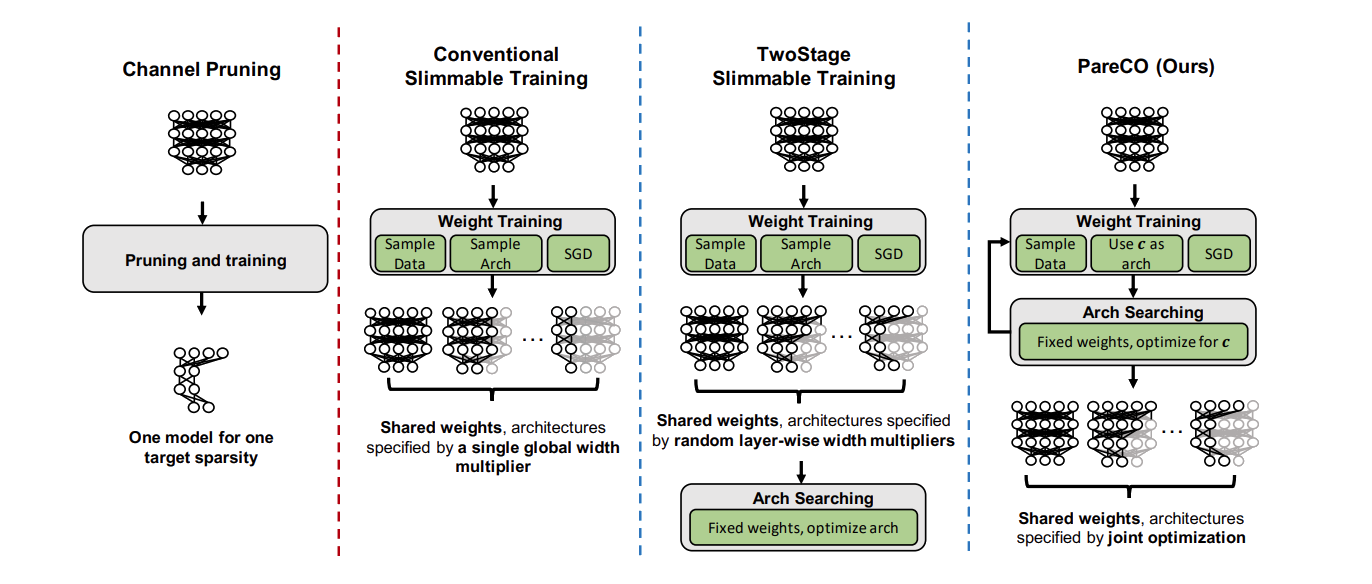 Channel Pruning
Pruning and training
One model for one
target sparsity
Conventional
Slimmable Training
Weight Training
Sample
Data
Sample
Arch
SGD
...
Shared weights, architectures
specified by a single global width
multiplier
TwoStage
Slimmable Training
Weight Training
Sample
Data
Sample
Arch
SGD
...
Shared weights, architectures specified
by random layer-wise width multipliers
Arch Searching
Fixed weights, optimize arch
PareCO (Ours)
Weight Training
Sample
Data
Use c as
arch
SGD
Arch Searching
Fixed weights, optimize for c
...
Shared weights, architectures
specified by joint optimization